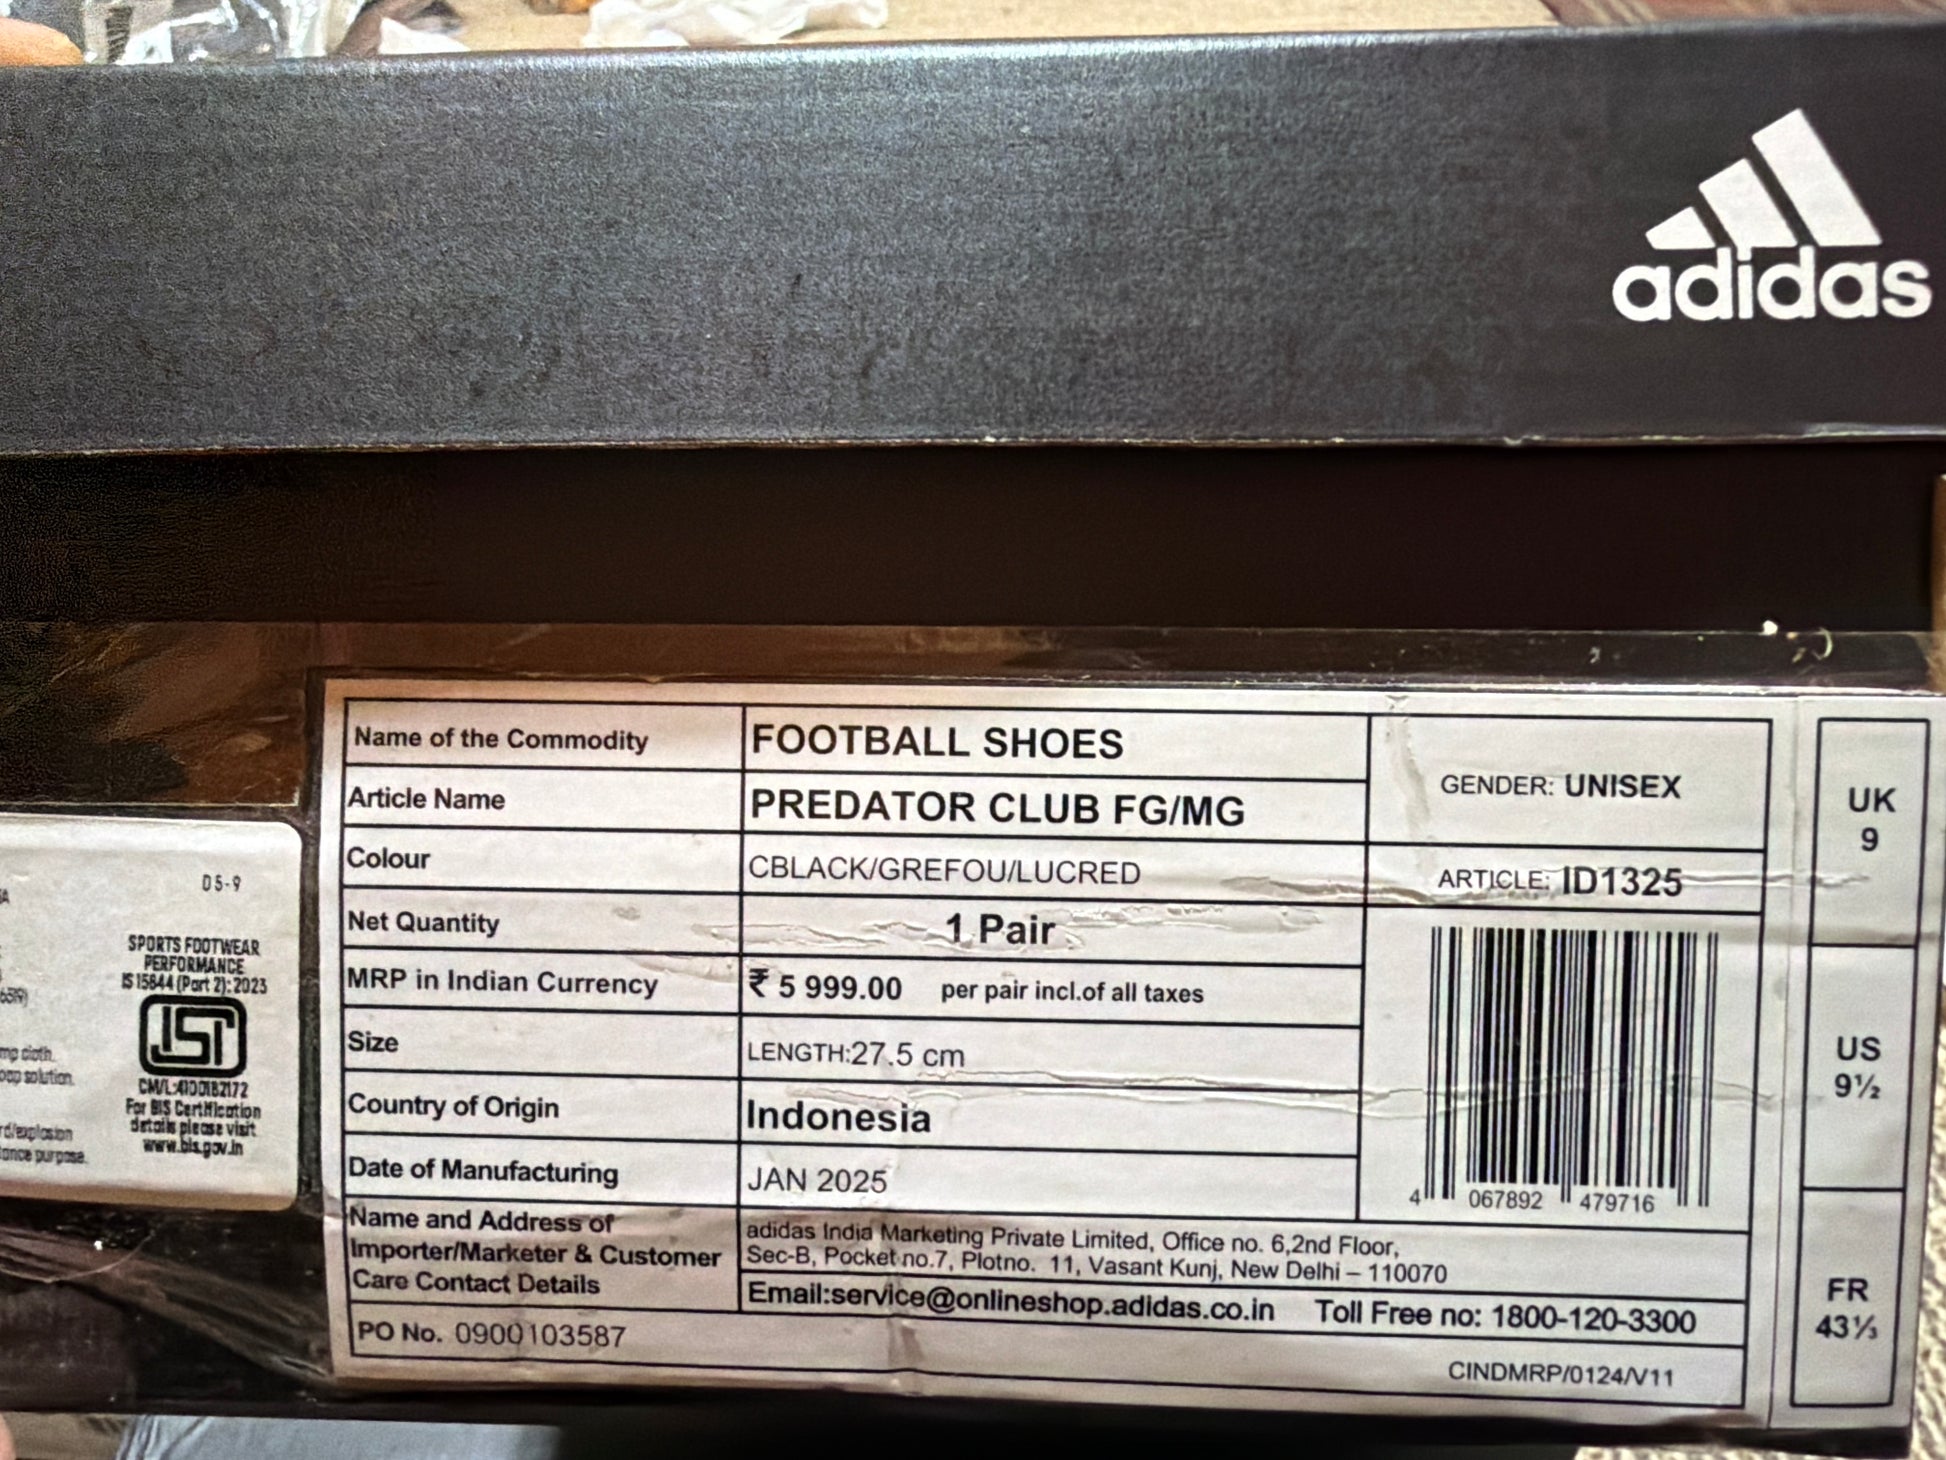 adidas
Name of the Commodity FOOTBALL SHOES
GENDER: UNISEX
Article Name PREDATOR CLUB FG/MG
Colour CBLACK/GREFOU/LUCRED
ARTICLE: ID1325
Net Quantity 1 Pair
MRP in Indian Currency ₹ 5 999.00 per pair incl.of all taxes
Size LENGTH:27.5 cm
Country of Origin Indonesia
Date of Manufacturing JAN 2025
4 067892 479716
Name and Address of
Importer/Marketer & Customer
Care Contact Details
adidas India Marketing Private Limited, Office no. 6,2nd Floor,
Sec-B, Pocket no.7, Plotno. 11, Vasant Kunj, New Delhi – 110070
Email:service@onlineshop.adidas.co.in Toll Free no: 1800-120-3300
PO No. 0900103587
CINDMRP/0124/V11
UK
9
US
9½
FR
43⅓
D5-9
SPORTS FOOTWEAR
PERFORMANCE
IS 15844 (Part 2): 2023
ISI
For BIS Certification
details please visit
www.bis.gov.in
cloth.
solution.
purpose.